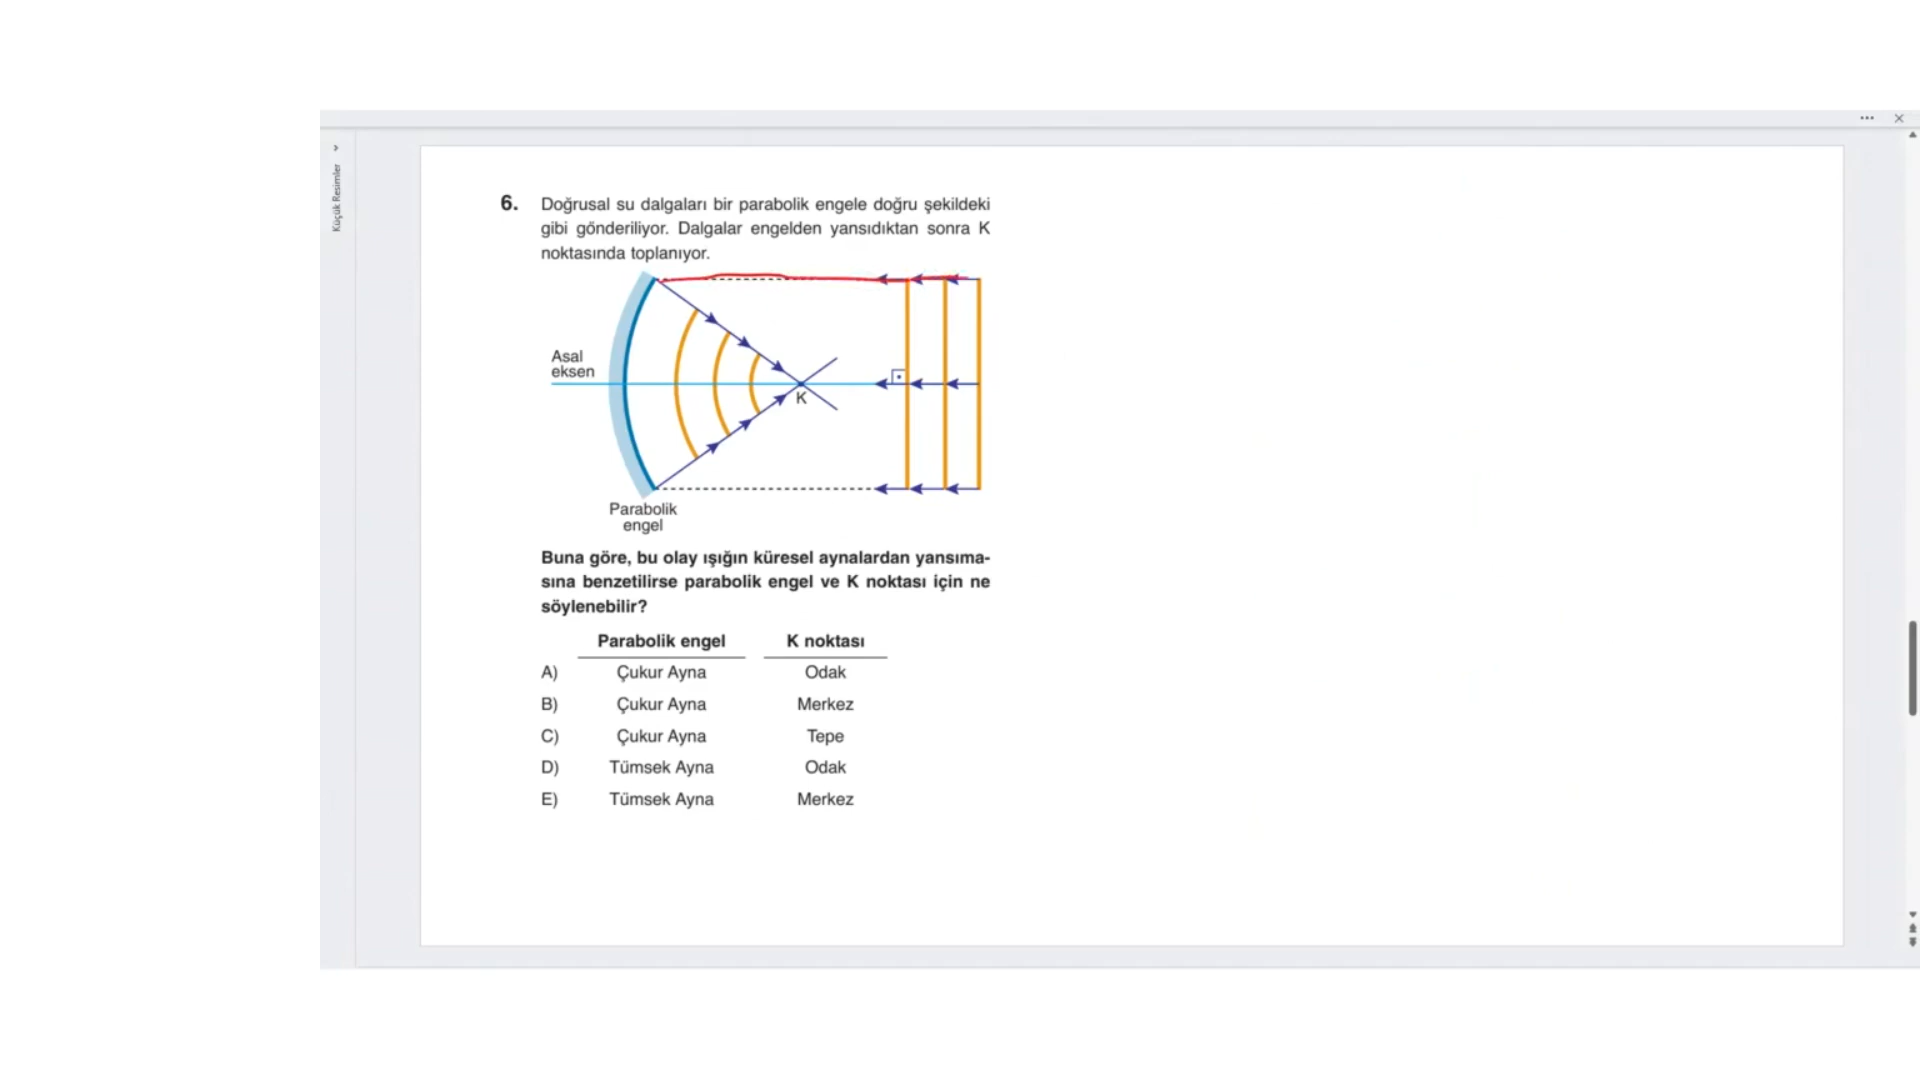 Küçük Resimler
6. Doğrusal su dalgaları bir parabolik engele doğru şekildeki
gibi gönderiliyor. Dalgalar engelden yansıdıktan sonra K
noktasında toplanıyor.
Asal
eksen
K
Parabolik
engel
Buna göre, bu olay ışığın küresel aynalardan yansıma-
sına benzetilirse parabolik engel ve K noktası için ne
söylenebilir?
Parabolik engel K noktası
A) Çukur Ayna Odak
B) Çukur Ayna Merkez
C) Çukur Ayna Tepe
D) Tümsek Ayna Odak
E) Tümsek Ayna Merkez